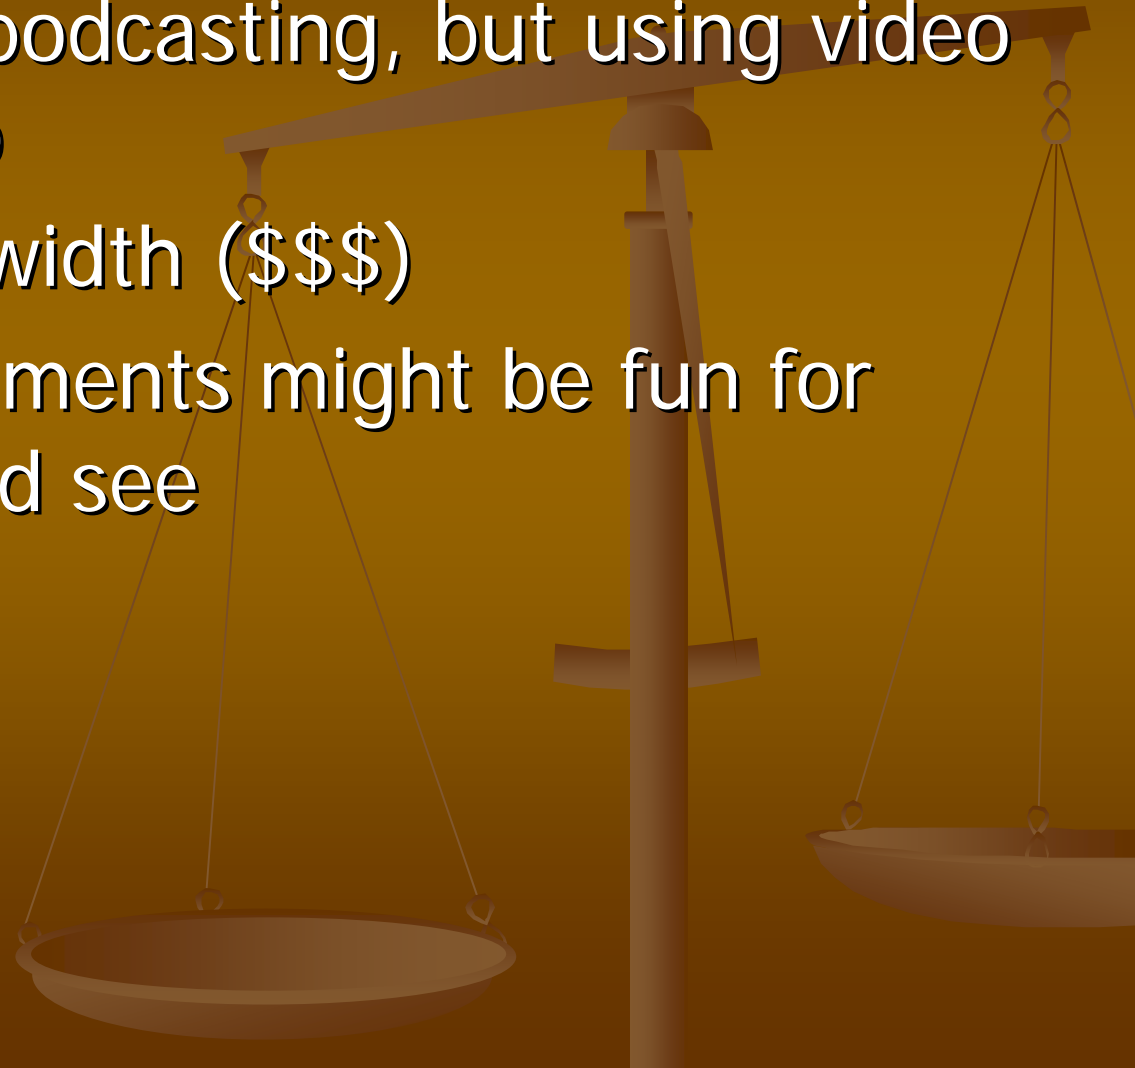 podcasting, but using video
width ($$$)
ments might be fun for
d see